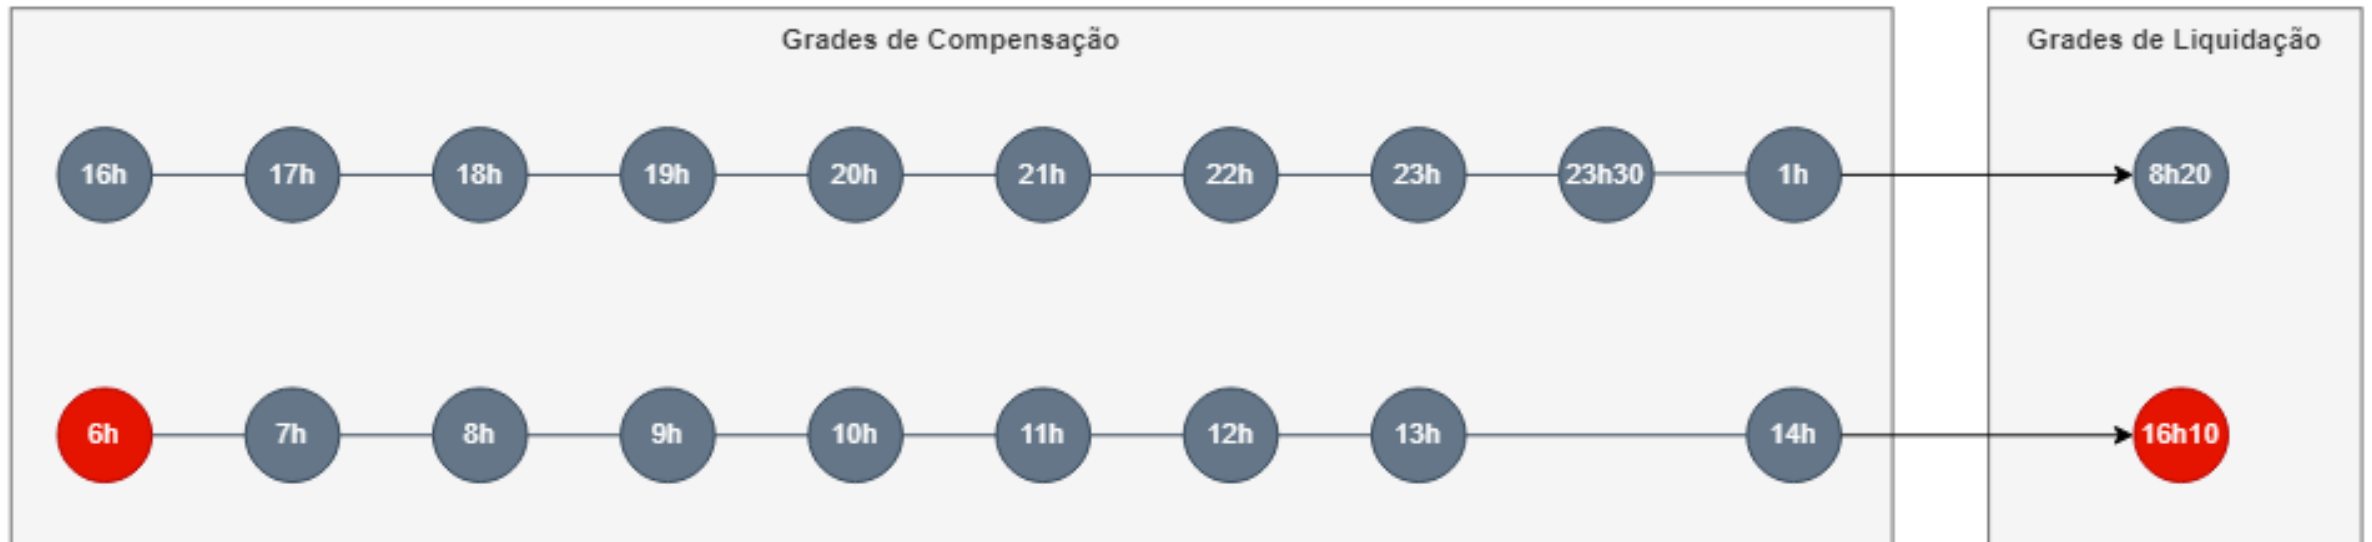 Grades de Compensação
Grades de Liquidação
16h
17h
18h
19h
20h
21h
22h
23h
23h30
1h
8h20
6h
7h
8h
9h
10h
11h
12h
13h
14h
16h10